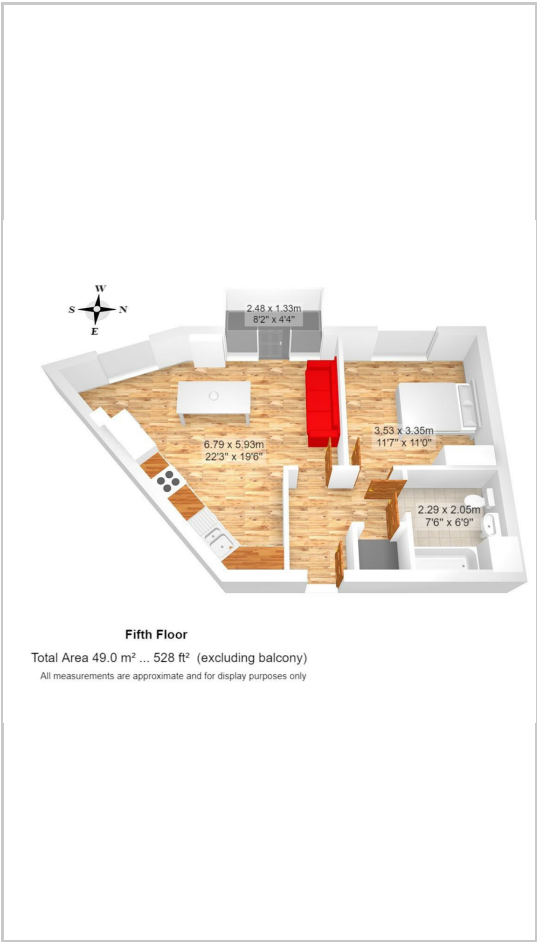 W
S N
E
2.48 x 1.33m
8'2" x 4'4"
3.53 x 3.35m
11'7" x 11'0"
6.79 x 5.93m
22'3" x 19'6"
2.29 x 2.05m
7'6" x 6'9"
Fifth Floor
Total Area 49.0 m² ... 528 ft² (excluding balcony)
All measurements are approximate and for display purposes only